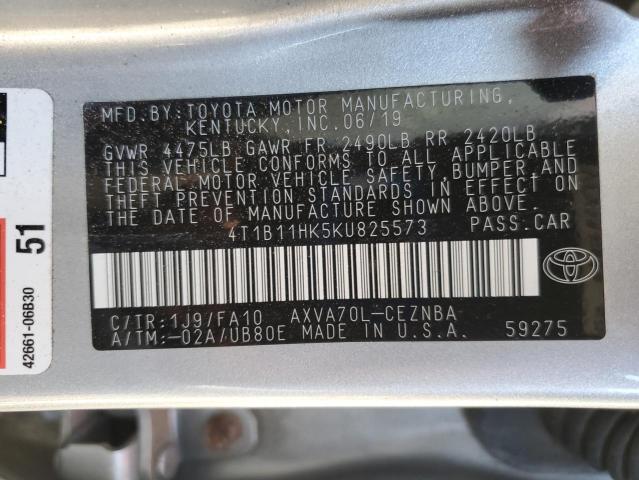 MFD.BY:TOYOTA MOTOR MANUFACTURING,
KENTUCKY,INC.06/19
GVWR 4475LB GAWR FR 2490LB RR 2420LB
THIS VEHICLE CONFORMS TO ALL APPLICABLE
FEDERAL MOTOR VEHICLE SAFETY,BUMPER,AND
THEFT PREVENTION STANDARDS IN EFFECT ON
THE DATE OF MANUFACTURE SHOWN ABOVE.
4T1B11HK5KU825573 PASS.CAR
C/TR:1J9/FA10 AXVA70L-CEZNBA
A/TM:-02A/UB80E MADE IN U.S.A. 59275
51
42661-06B30